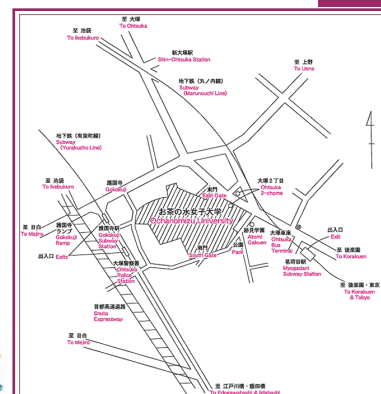 至 大塚
To Ohtsuka
至 池袋
To Ikebukuro
新大塚駅
Shin-Ohtsuka Station
至 上野
To Ueno
地下鉄(丸ノ内線)
Subway
(Marunouchi Line)
地下鉄(有楽町線)
Subway
(Yurakucho Line)
護国寺
Gokokuji
至 池袋
To Ikebukuro
東門
East Gate
大塚2丁目
Ohtsuka
2-chome
お茶の水女子大学
Ochanomizu University
至 目白
To Mejiro
護国寺
ランプ
Gokokuji
Ramp
護国寺駅
Gokokuji
Subway
Station
跡見学園
Atomi
Gakuen
公園
Park
大塚車庫
Ohtsuka
Bus
Terminal
出入口
Exit
至 後楽園
To Korakuen
出入口 Exits
南門
South Gate
大塚警察署
Ohtsuka
Police
Station
茗荷谷駅
Myogadani
Subway Station
至 後楽園・東京
To Korakuen
& Tokyo
首都高速道路
Shuto
Expressway
至 目白
To Mejiro
至 江戸川橋・飯田橋
To Edogawabashi & Iidabashi